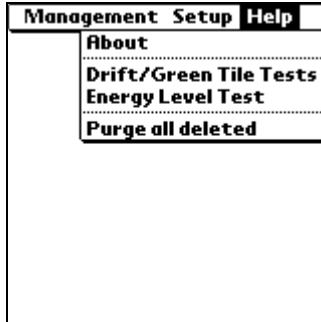 Management Setup Help
About
Drift/Green Tile Tests
Energy Level Test
Purge all deleted